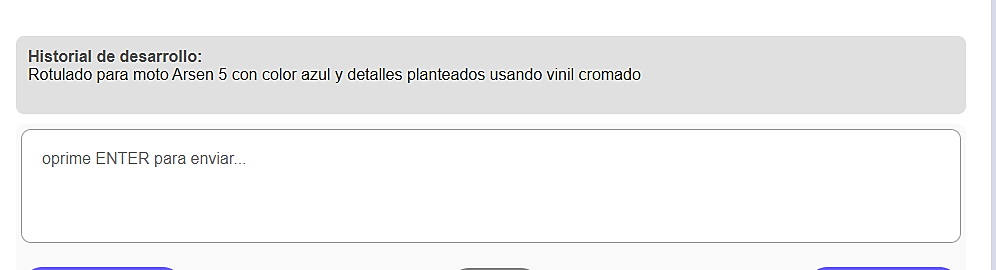 Historial de desarrollo:
Rotulado para moto Arsen 5 con color azul y detalles planteados usando vinil cromado
oprime ENTER para enviar...